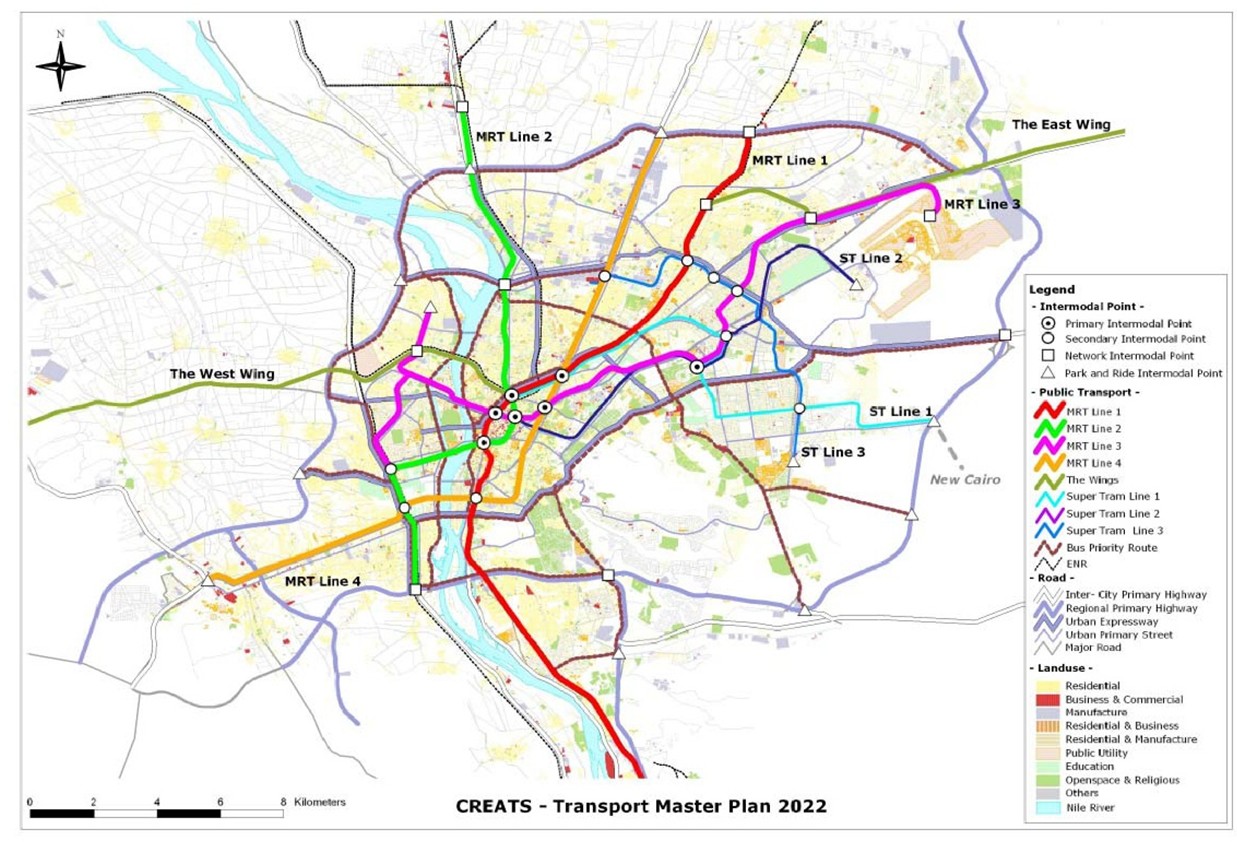 N
MRT Line 2
The East Wing
MRT Line 1
MRT Line 3
ST Line 2
The West Wing
ST Line 1
ST Line 3
New Cairo
MRT Line 4
Legend
- Intermodal Point -
Primary Intermodal Point
Secondary Intermodal Point
Network Intermodal Point
Park and Ride Intermodal Point
- Public Transport -
MRT Line 1
MRT Line 2
MRT Line 3
MRT Line 4
The Wings
Super Tram Line 1
Super Tram Line 2
Super Tram Line 3
Bus Priority Route
ENR
- Road -
Inter- City Primary Highway
Regional Primary Highway
Urban Expressway
Urban Primary Street
Major Road
- Landuse -
Residential
Business & Commercial
Manufacture
Residential & Business
Residential & Manufacture
Public Utility
Education
Openspace & Religious
Others
Nile River
0 2 4 6 8 Kilometers
CREATS - Transport Master Plan 2022